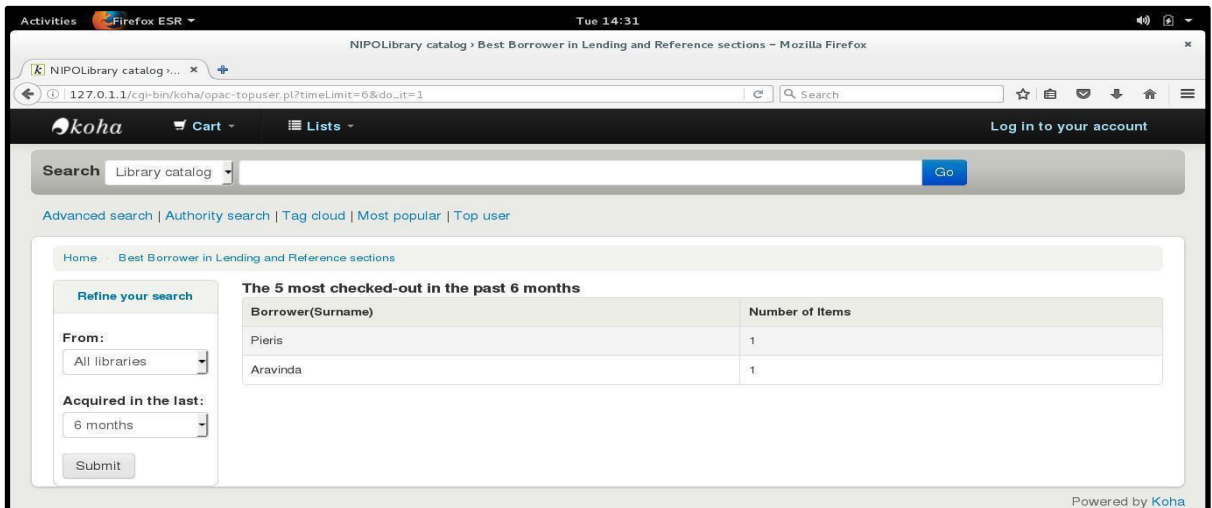 Activities Firefox ESR Tue 14:31
NIPOLibrary catalog › Best Borrower in Lending and Reference sections – Mozilla Firefox
NIPOLibrary catalog ›...
127.0.1.1/cgi-bin/koha/opac-topuser.pl?timeLimit=6&do_it=1 Search
koha Cart Lists Log in to your account
Search Library catalog Go
Advanced search | Authority search | Tag cloud | Most popular | Top user
Home Best Borrower in Lending and Reference sections
Refine your search
From:
All libraries
Acquired in the last:
6 months
Submit
The 5 most checked-out in the past 6 months
Borrower(Surname) Number of Items
Pieris 1
Aravinda 1
Powered by Koha